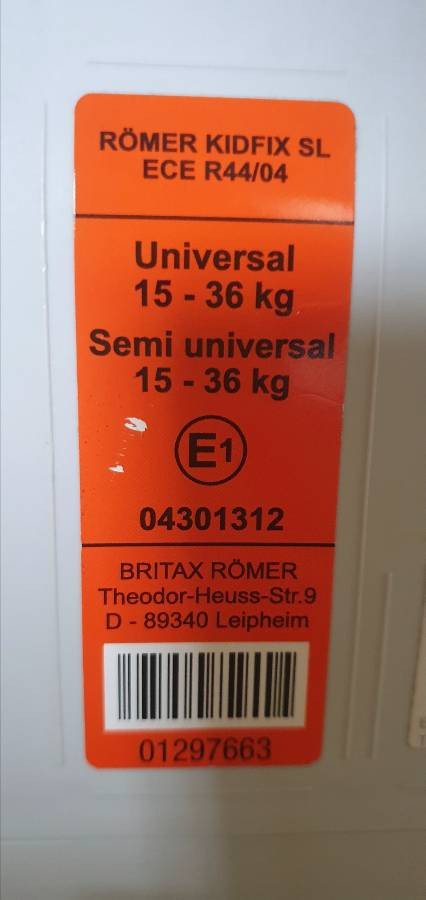 RÖMER KIDFIX SL
ECE R44/04
Universal
15 - 36 kg
Semi universal
15 - 36 kg
E1
04301312
BRITAX RÖMER
Theodor-Heuss-Str.9
D - 89340 Leipheim
01297663